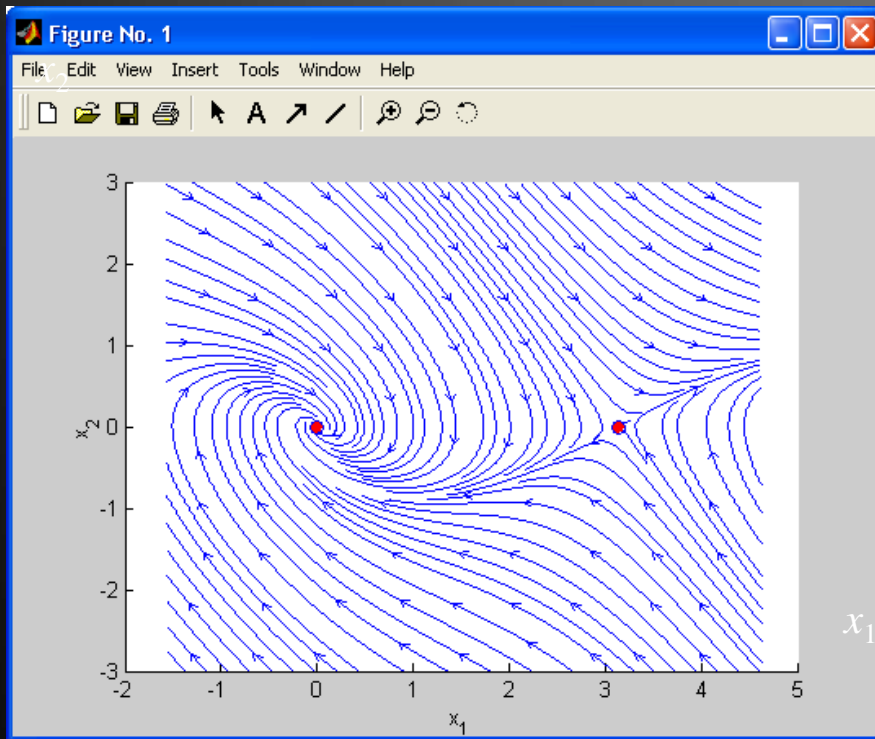 Figure No. 1
File Edit View Insert Tools Window Help
x₂
A
3
2
1
0
-1
-2
-3
x₂
-2 -1 0 1 2 3 4 5
x₁
x₁